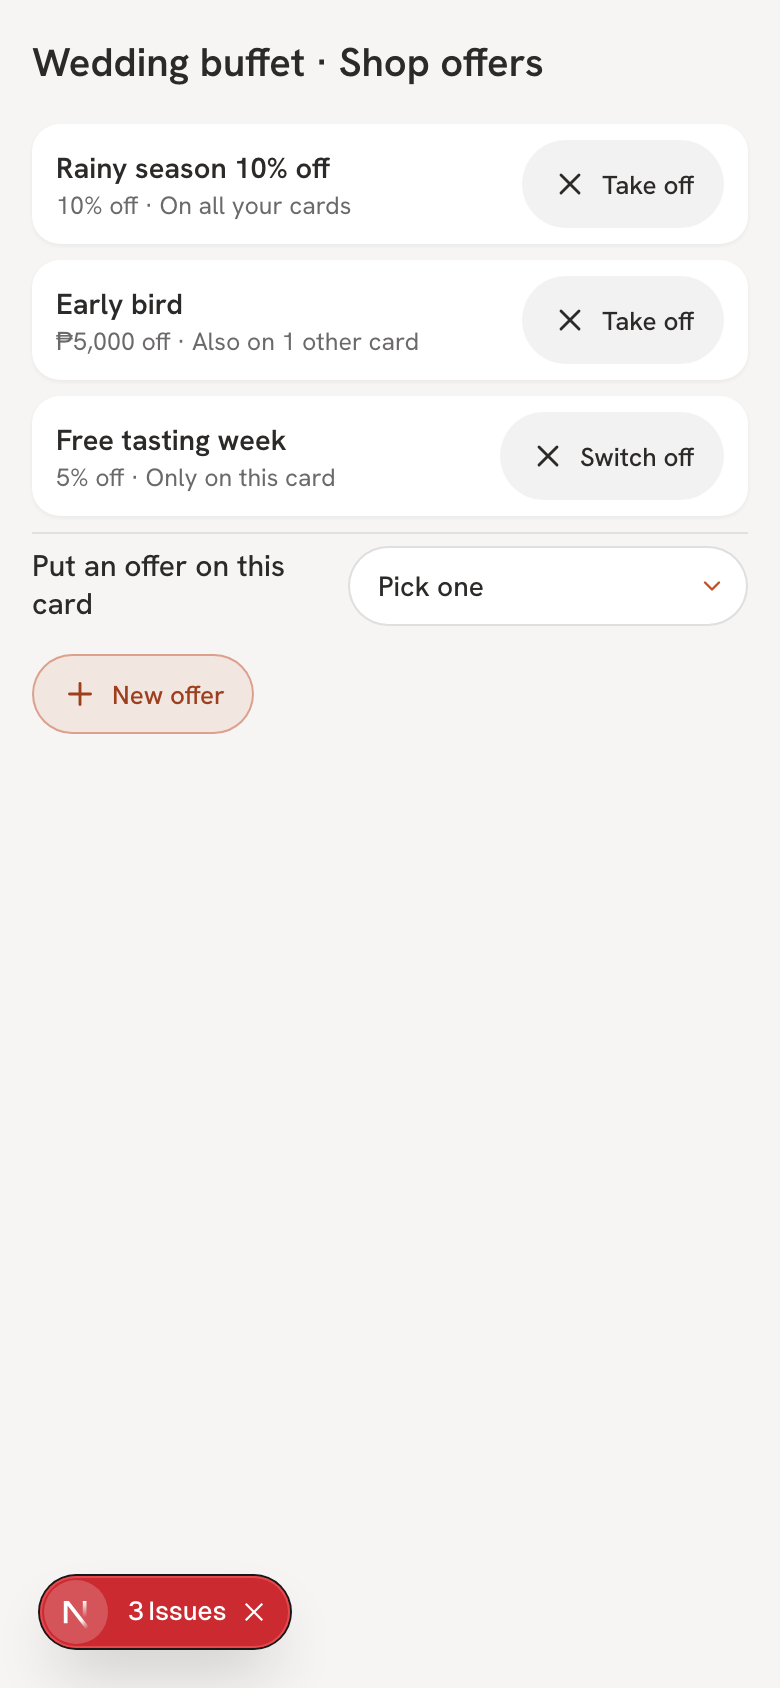 Wedding buffet · Shop offers
Rainy season 10% off
10% off · On all your cards
Take off
Early bird
₱5,000 off · Also on 1 other card
Take off
Free tasting week
5% off · Only on this card
Switch off
Put an offer on this
card
Pick one
New offer
N
3 Issues